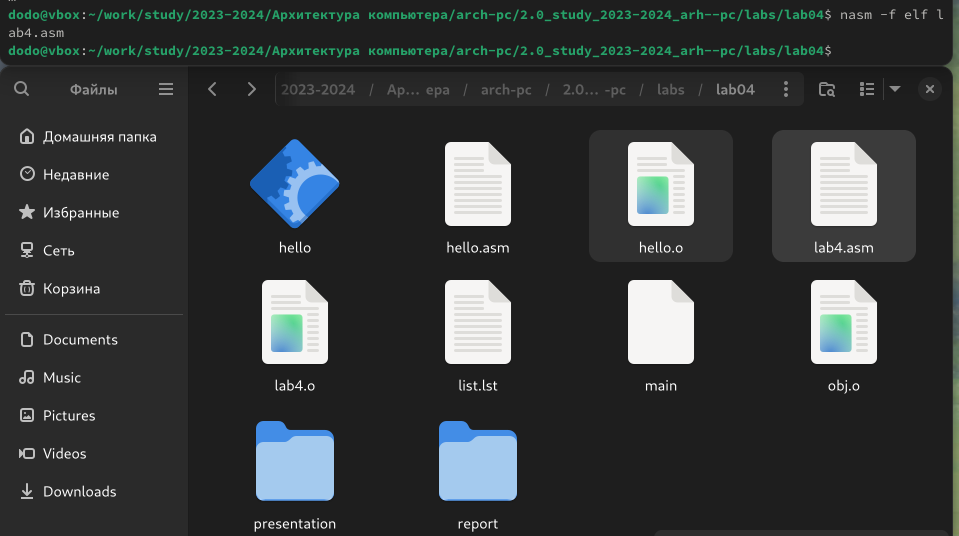 dodo@vbox:~/work/study/2023-2024/Архитектура компьютера/arch-pc/2.0_study_2023-2024_arh--pc/labs/lab04$ nasm -f elf l
ab4.asm
dodo@vbox:~/work/study/2023-2024/Архитектура компьютера/arch-pc/2.0_study_2023-2024_arh--pc/labs/lab04$
Файлы
2023-2024 / Ар… ера / arch-pc / 2.0… -pc / labs / lab04
Домашняя папка
Недавние
Избранные
Сеть
Корзина
Documents
Music
Pictures
Videos
Downloads
hello
hello.asm
hello.o
lab4.asm
lab4.o
list.lst
main
obj.o
presentation
report